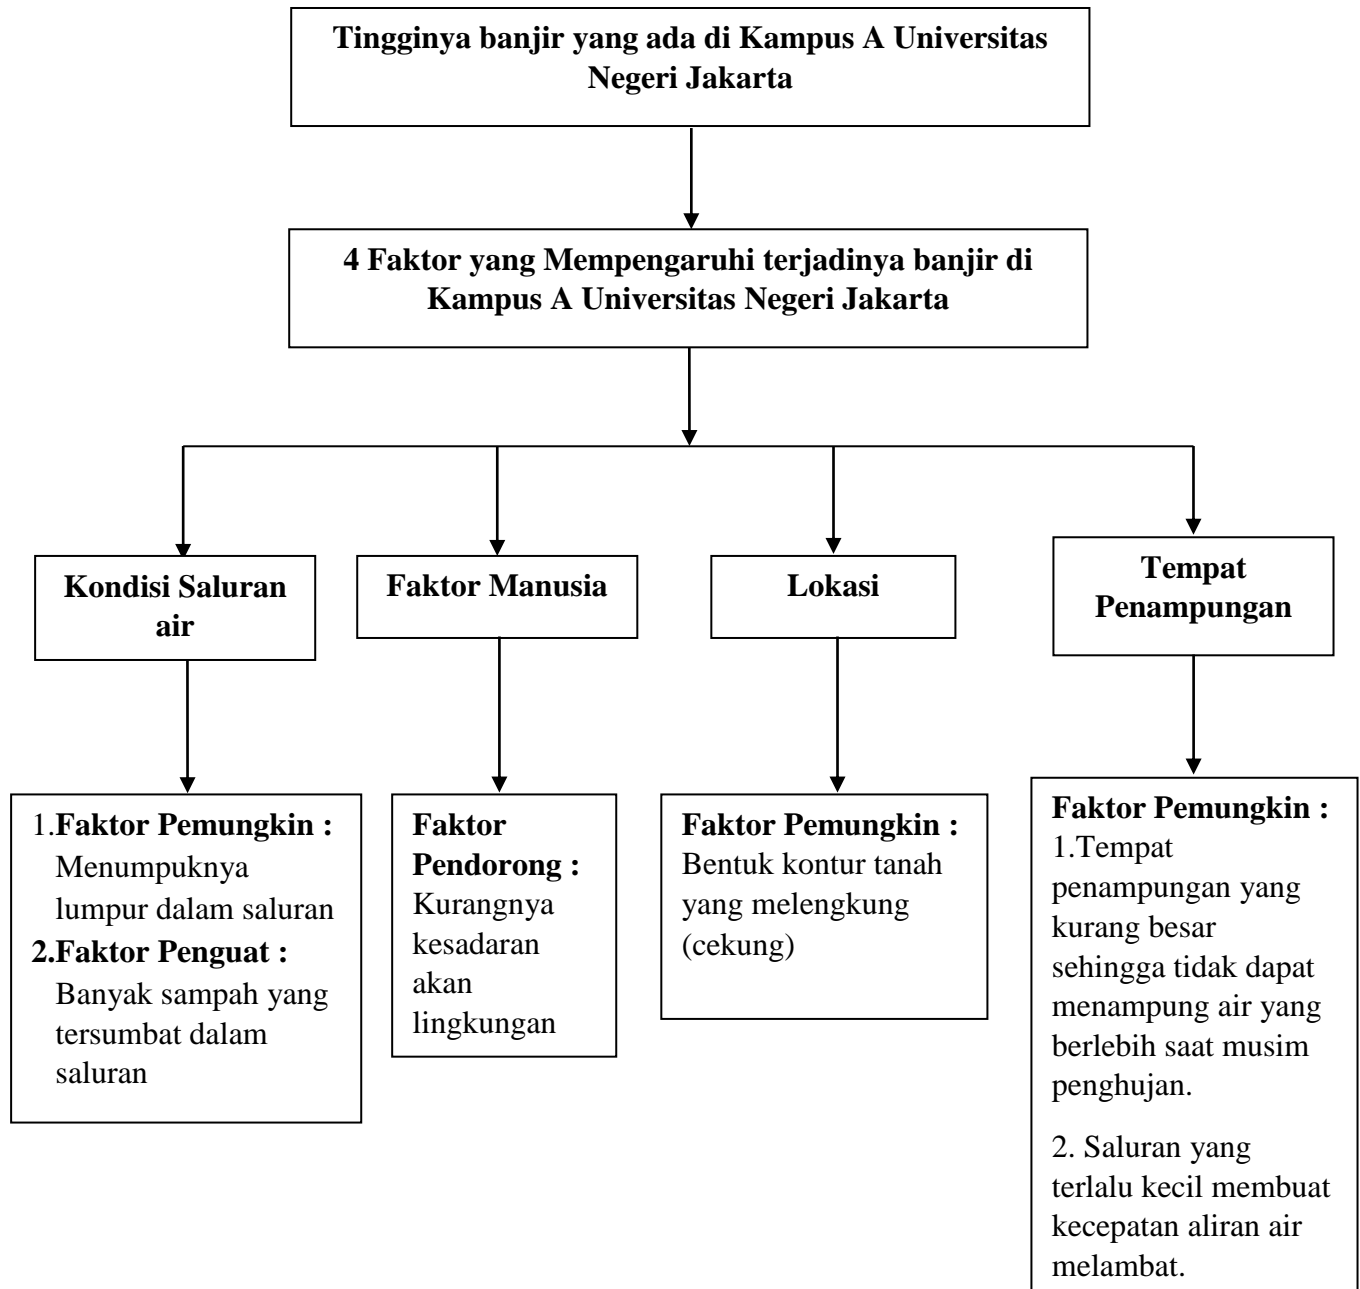 Tingginya banjir yang ada di Kampus A Universitas
Negeri Jakarta
4 Faktor yang Mempengaruhi terjadinya banjir di
Kampus A Universitas Negeri Jakarta
Kondisi Saluran
air
Faktor Manusia
Lokasi
Tempat
Penampungan
1.Faktor Pemungkin :
Menumpuknya
lumpur dalam saluran
2.Faktor Penguat :
Banyak sampah yang
tersumbat dalam
saluran
Faktor
Pendorong :
Kurangnya
kesadaran
akan
lingkungan
Faktor Pemungkin :
Bentuk kontur tanah
yang melengkung
(cekung)
Faktor Pemungkin :
1.Tempat
penampungan yang
kurang besar
sehingga tidak dapat
menampung air yang
berlebih saat musim
penghujan.
2. Saluran yang
terlalu kecil membuat
kecepatan aliran air
melambat.